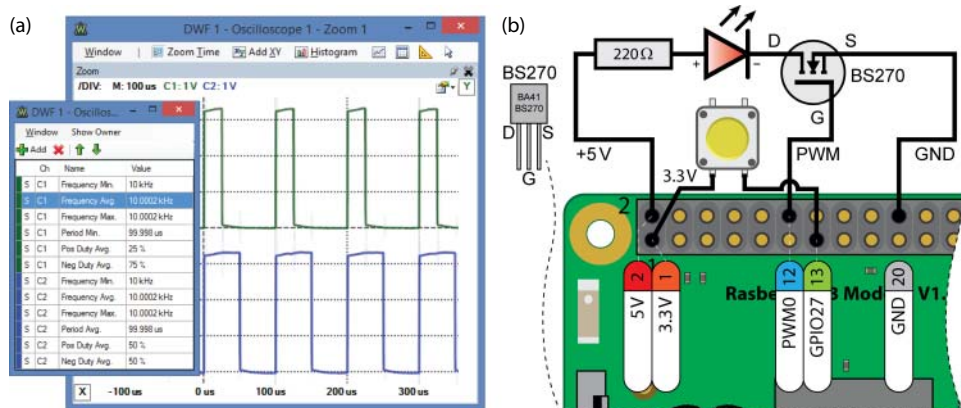 (a)
DWF 1 - Oscilloscope 1 - Zoom 1
Window Zoom Time Add XY Histogram
Zoom
/DIV: M: 100 us C1: 1 V C2: 1 V Y
DWF 1 - Oscillos...
Window Show Owner
Add
Ch Name Value
S C1 Frequency Min. 10 kHz
S C1 Frequency Avg. 10.0002 kHz
S C1 Frequency Max. 10.0002 kHz
S C1 Period Min. 99.998 us
S C1 Pos Duty Avg. 25 %
S C1 Neg Duty Avg. 75 %
S C2 Frequency Min. 10 kHz
S C2 Frequency Avg. 10.0002 kHz
S C2 Frequency Max. 10.0002 kHz
S C2 Period Avg. 99.998 us
S C2 Pos Duty Avg. 50 %
S C2 Neg Duty Avg. 50 %
X -100 us 0 us 100 us 200 us 300 us
(b)
220 Ω + - D S
BS270
G
BS270
BA41
BS270
D S
G
+5 V
3.3 V
PWM
GND
2
1
2 5V
1 3.3 V
12 PWM0
13 GPIO27
20 GND
Rasbe 3 Mod V1.